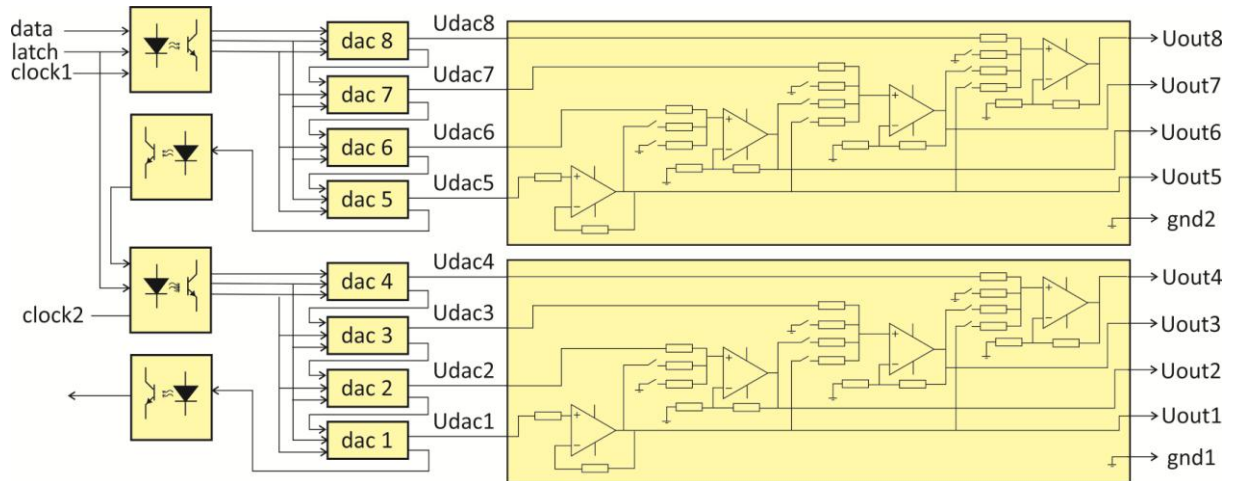 data
latch
clock1
dac 8
dac 7
dac 6
dac 5
Udac8
Udac7
Udac6
Udac5
+
−
+
−
+
−
+
−
Uout8
Uout7
Uout6
Uout5
gnd2
clock2
dac 4
dac 3
dac 2
dac 1
Udac4
Udac3
Udac2
Udac1
+
−
+
−
+
−
+
−
Uout4
Uout3
Uout2
Uout1
gnd1